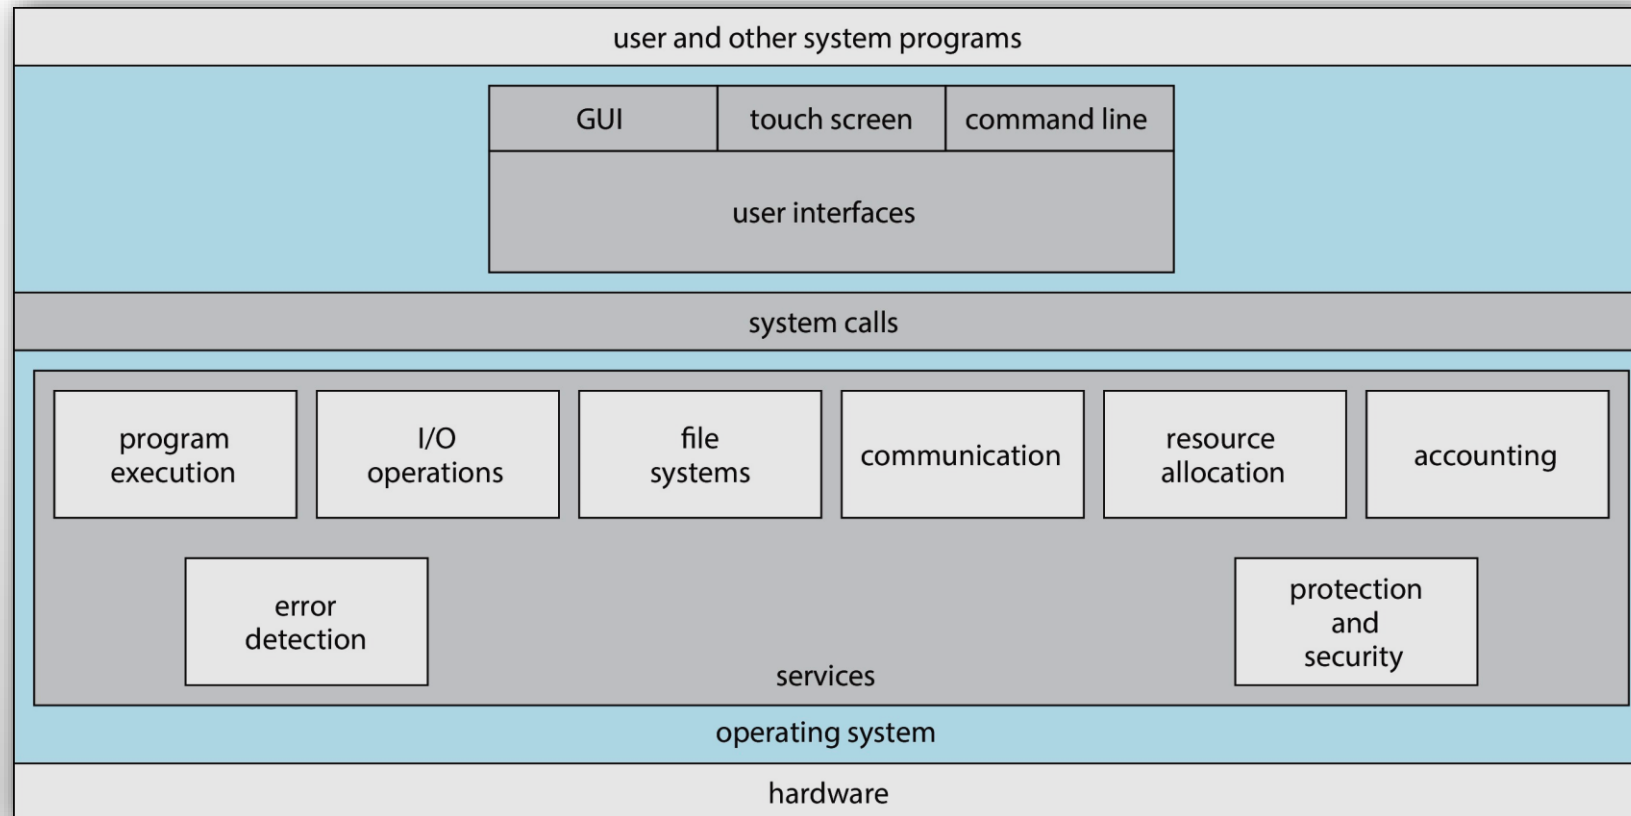 user and other system programs
GUI
touch screen
command line
user interfaces
system calls
program
execution
I/O
operations
file
systems
communication
resource
allocation
accounting
error
detection
protection
and
security
services
operating system
hardware